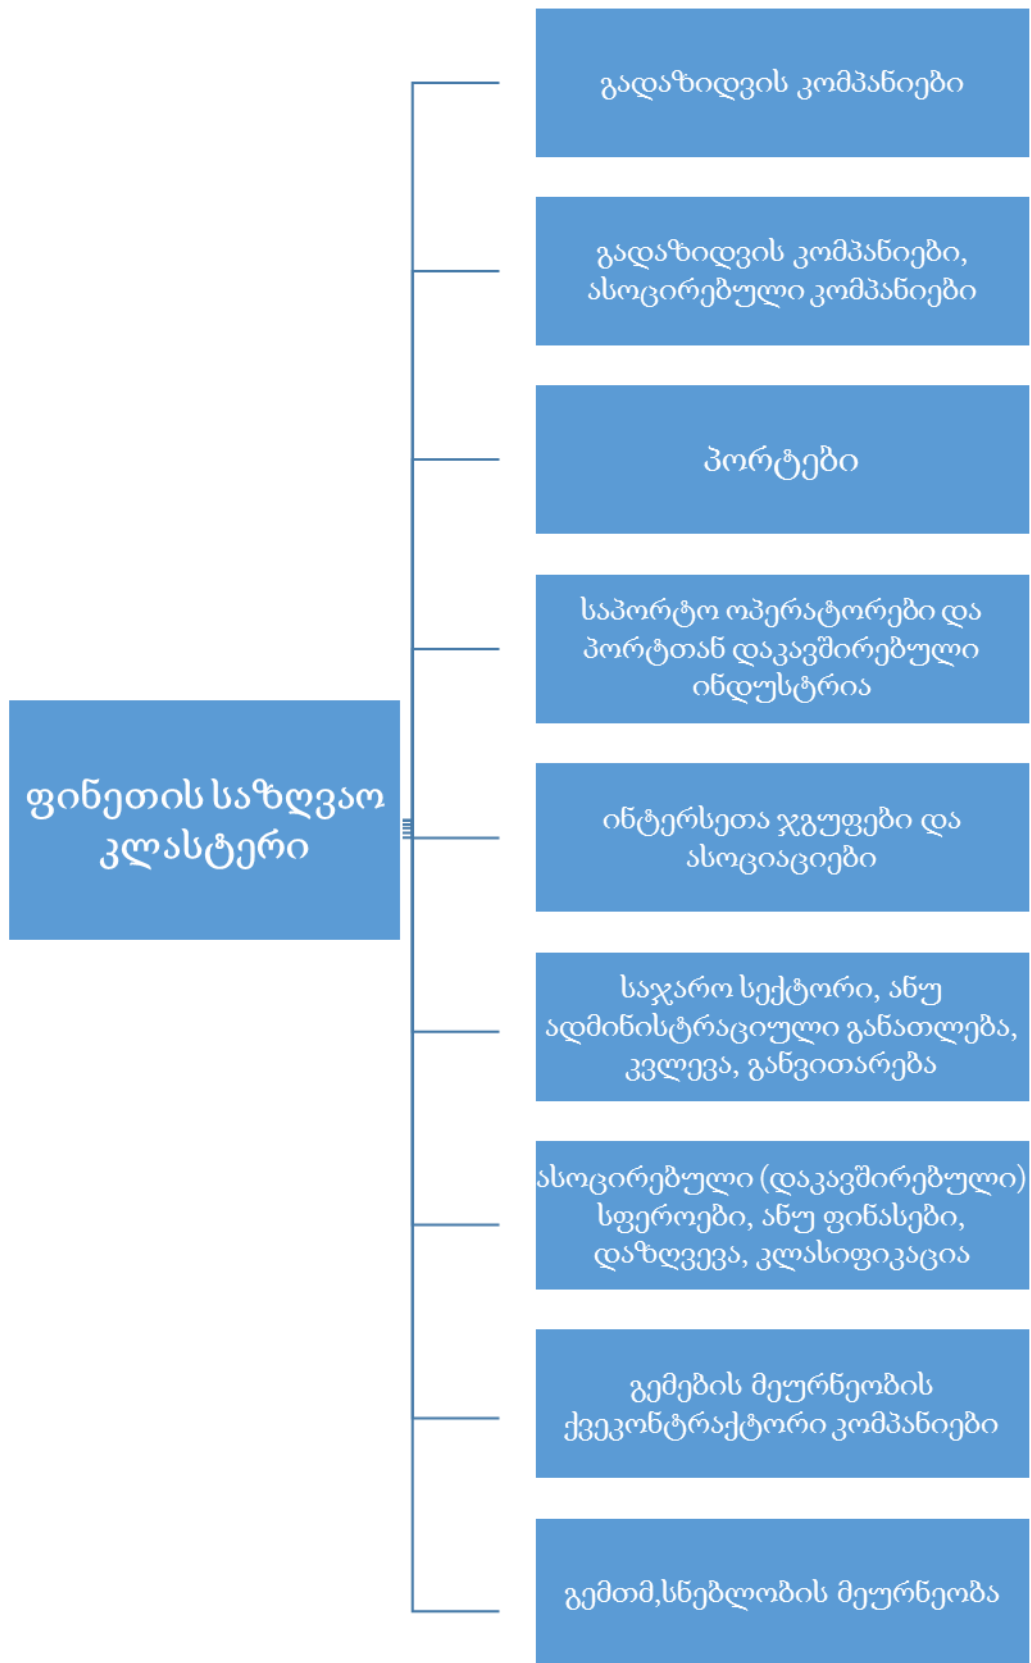 ფინეთის საზღვაო
კლასტერი
გადაზიდვის კომპანიები
გადაზიდვის კომპანიები,
ასოცირებული კომპანიები
პორტები
საპორტო ოპერატორები და
პორტთან დაკავშირებული
ინდუსტრია
ინტერსეთა ჯგუფები და
ასოციაციები
საჯარო სექტორი, ანუ
ადმინისტრაციული განათლება,
კვლევა, განვითარება
ასოცირებული (დაკავშირებული)
სფეროები, ანუ ფინასები,
დაზღვევა, კლასიფიკაცია
გემების მეურნეობის
ქვეკონტრაქტორი კომპანიები
გემთმ,სნებლობის მეურნეობა